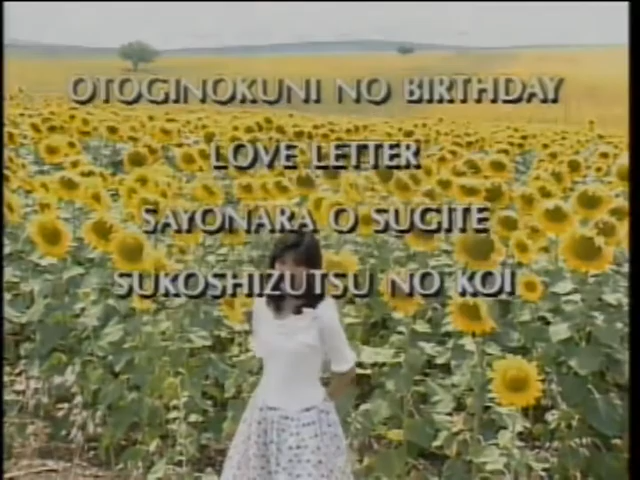 OTOGINOKUNI NO BIRTHDAY
LOVE LETTER
SAYONARA O SUGITE
SUKOSHIZUTSU NO KOI